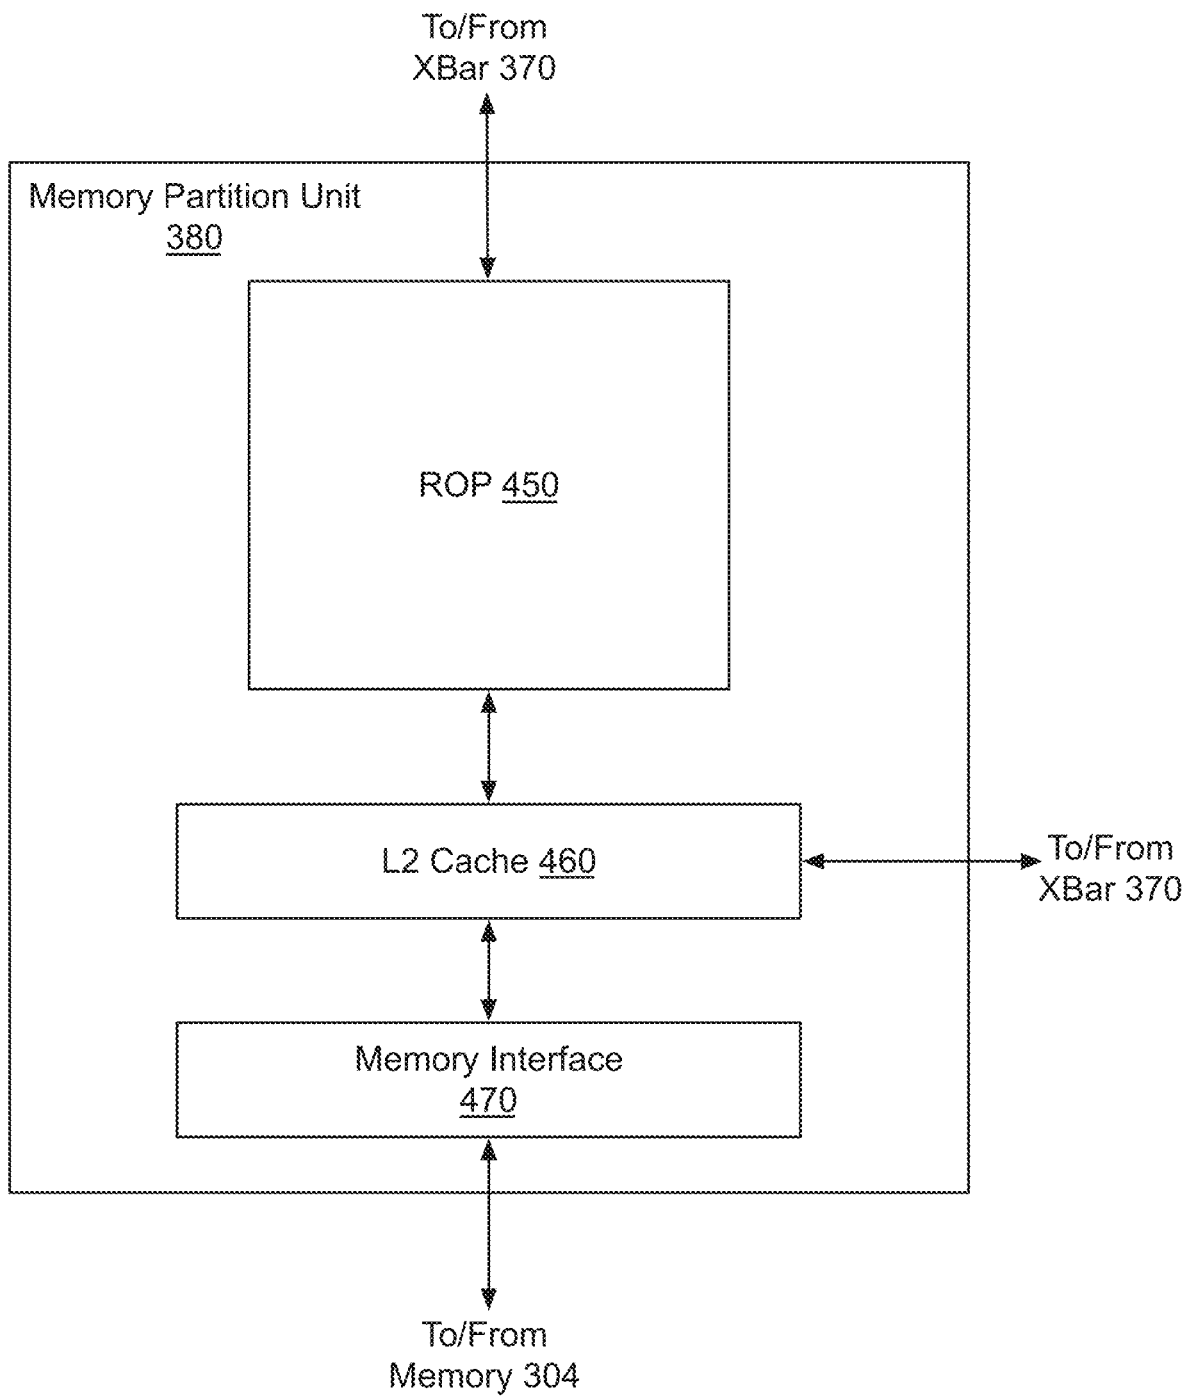 To/From
XBar 370
Memory Partition Unit
380
ROP 450
L2 Cache 460
To/From
XBar 370
Memory Interface
470
To/From
Memory 304